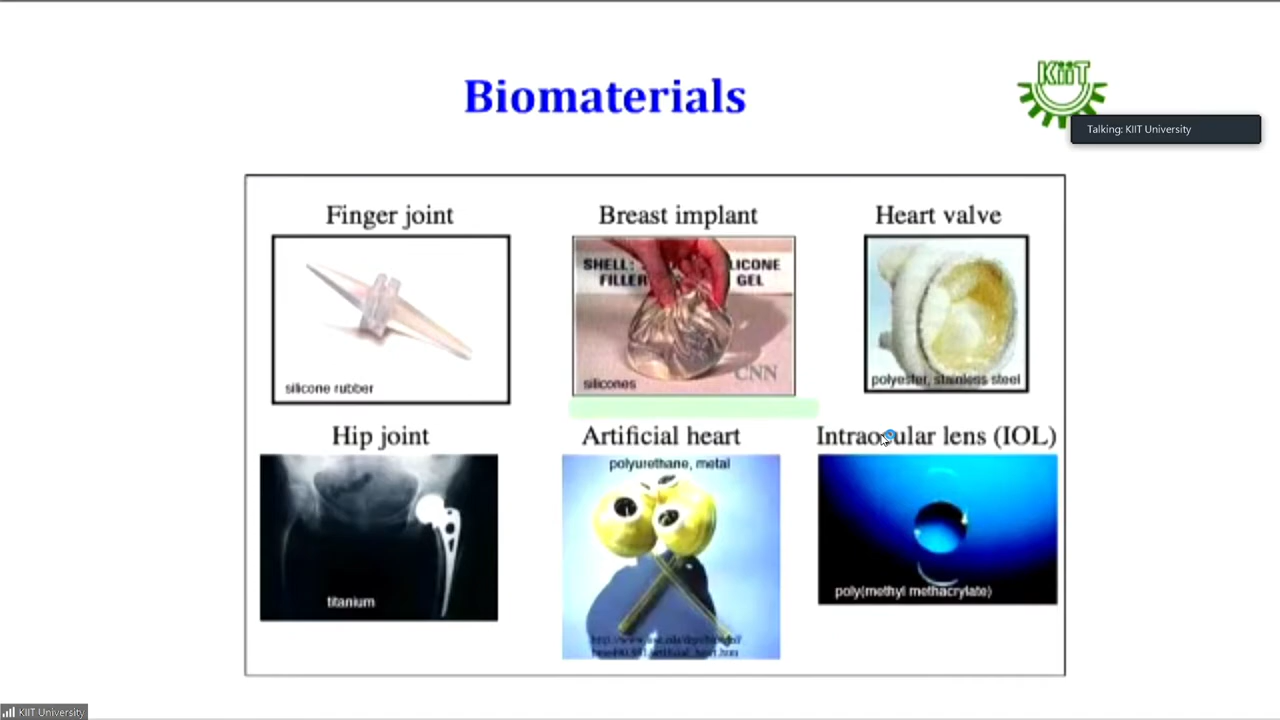 Biomaterials
KiiT
Talking: KIIT University
Finger joint
Breast implant
Heart valve
silicone rubber
SHELL: LICONE
FILLER GEL
CNN
silicones
polyester, stainless steel
Hip joint
Artificial heart
Intraocular lens (IOL)
titanium
polyurethane, metal
poly(methyl methacrylate)
KIIT University